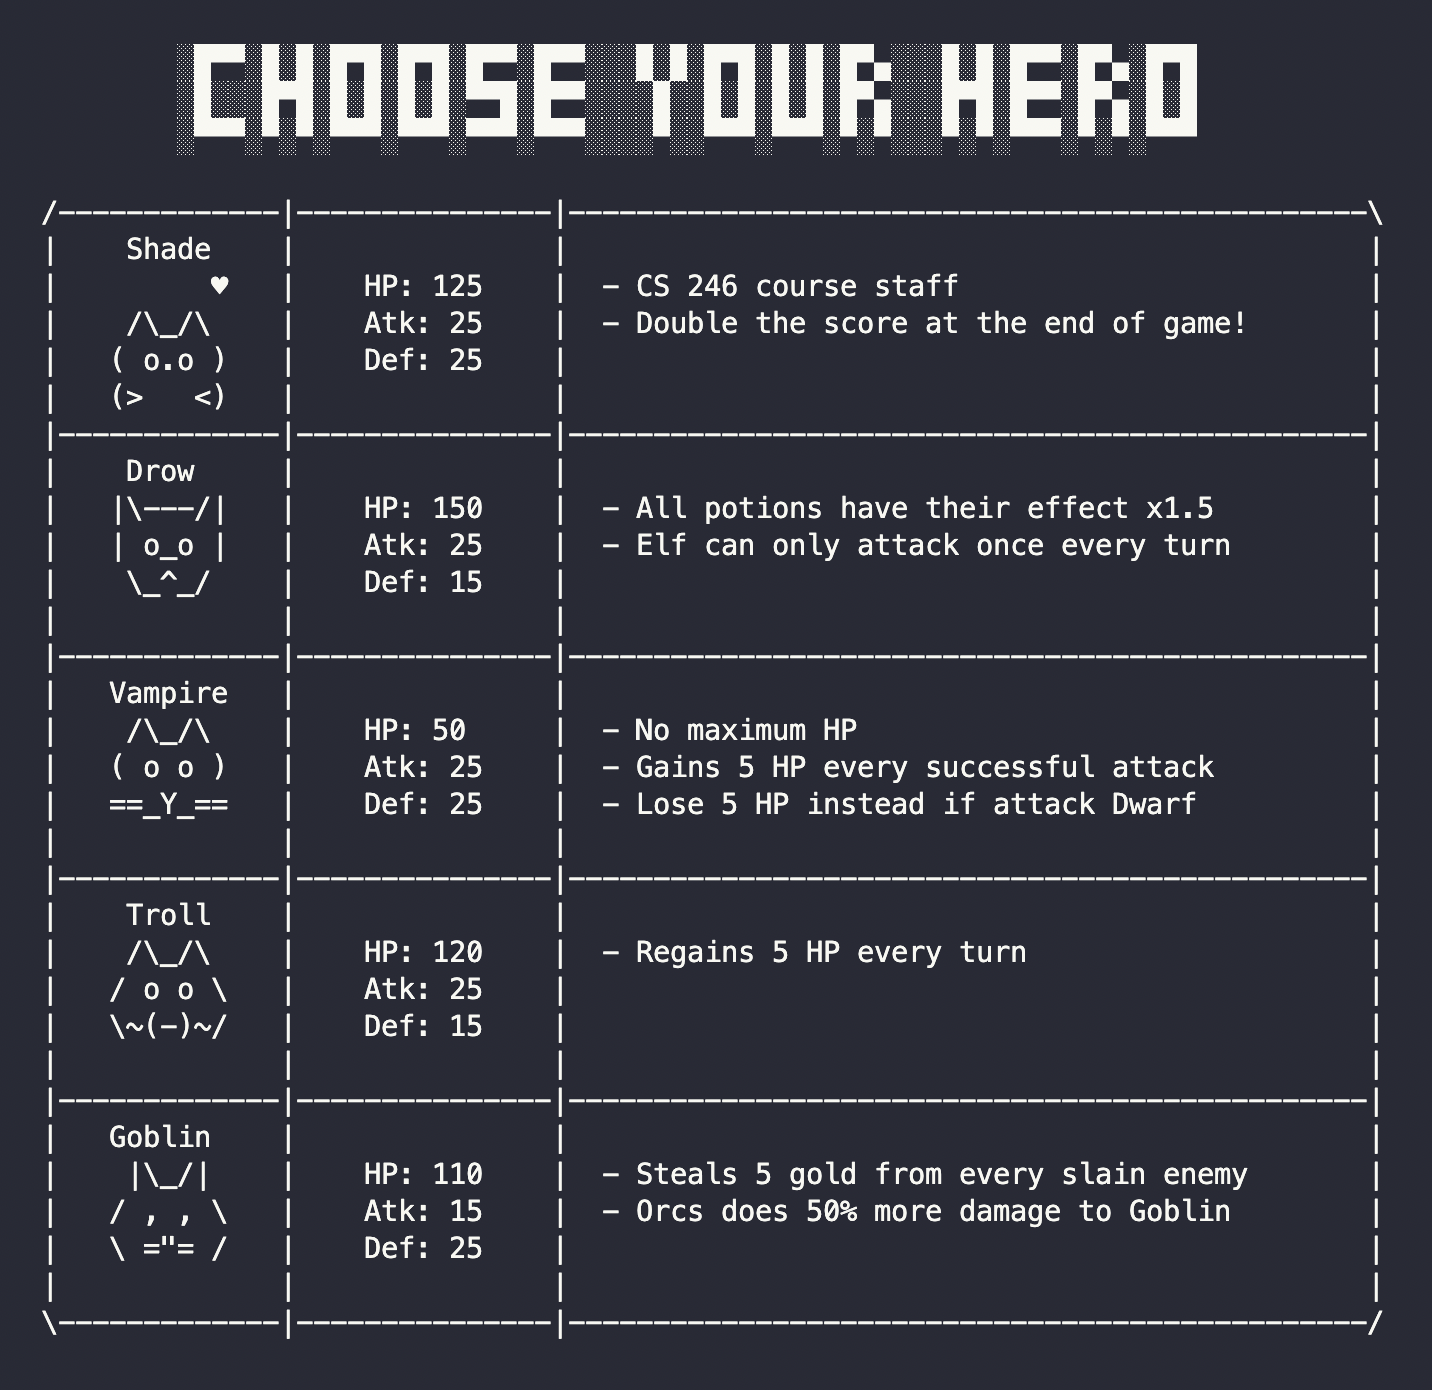 CHOOSE YOUR HERO
/-------------|---------------|-----------------------------------------------\
|    Shade    |               |                                               |
|         ♥   |    HP: 125    |  - CS 246 course staff                        |
|    /\_/\    |    Atk: 25    |  - Double the score at the end of game!       |
|   ( o.o )   |    Def: 25    |                                               |
|   (>   <)   |               |                                               |
|-------------|---------------|-----------------------------------------------|
|    Drow     |               |                                               |
|   |\---/|   |    HP: 150    |  - All potions have their effect x1.5         |
|   | o_o |   |    Atk: 25    |  - Elf can only attack once every turn        |
|    \_^_/    |    Def: 15    |                                               |
|             |               |                                               |
|-------------|---------------|-----------------------------------------------|
|   Vampire   |               |                                               |
|    /\_/\    |    HP: 50     |  - No maximum HP                              |
|   ( o o )   |    Atk: 25    |  - Gains 5 HP every successful attack         |
|   ==_Y_==   |    Def: 25    |  - Lose 5 HP instead if attack Dwarf          |
|             |               |                                               |
|-------------|---------------|-----------------------------------------------|
|    Troll    |               |                                               |
|    /\_/\    |    HP: 120    |  - Regains 5 HP every turn                    |
|   / o o \   |    Atk: 25    |                                               |
|   \~(-)~/   |    Def: 15    |                                               |
|             |               |                                               |
|-------------|---------------|-----------------------------------------------|
|   Goblin    |               |                                               |
|    |\_/|    |    HP: 110    |  - Steals 5 gold from every slain enemy       |
|   / , , \   |    Atk: 15    |  - Orcs does 50% more damage to Goblin        |
|   \ ="= /   |    Def: 25    |                                               |
|             |               |                                               |
\-------------|---------------|-----------------------------------------------/